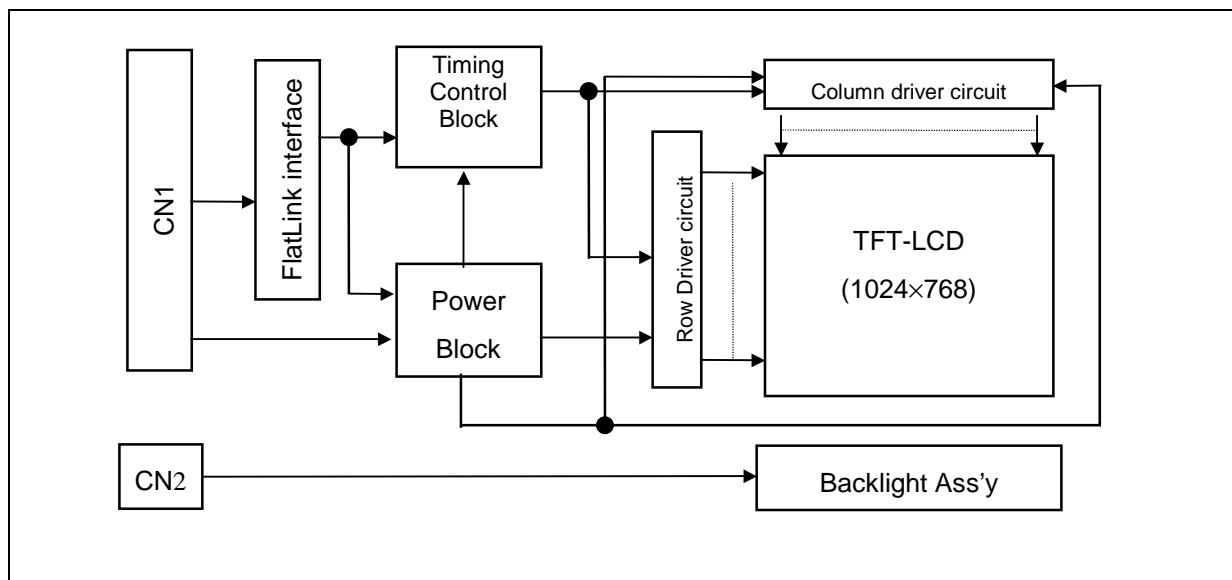 CN1
FlatLink interface
Timing
Control
Block
Power
Block
Row Driver circuit
Column driver circuit
TFT-LCD
(1024×768)
CN2
Backlight Ass'y